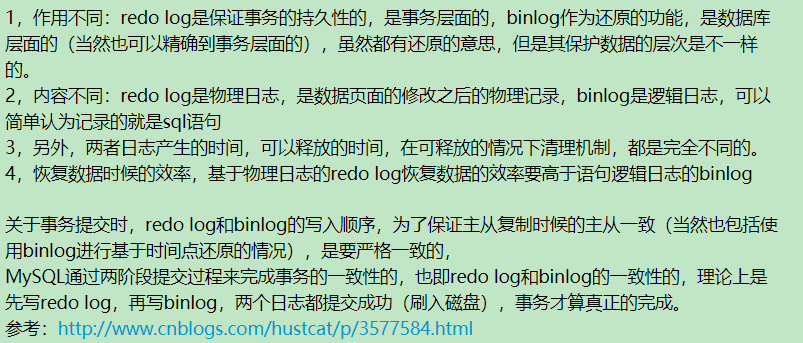 1，作用不同：redo log是保证事务的持久性的，是事务层面的，binlog作为还原的功能，是数据库
层面的（当然也可以精确到事务层面的），虽然都有还原的意思，但是其保护数据的层次是不一样
的。
2，内容不同：redo log是物理日志，是数据页面的修改之后的物理记录，binlog是逻辑日志，可以
简单认为记录的就是sql语句
3，另外，两者日志产生的时间，可以释放的时间，在可释放的情况下清理机制，都是完全不同的。
4，恢复数据时候的效率，基于物理日志的redo log恢复数据的效率要高于语句逻辑日志的binlog
关于事务提交时，redo log和binlog的写入顺序，为了保证主从复制时候的主从一致（当然也包括使
用binlog进行基于时间点还原的情况），是要严格一致的，
MySQL通过两阶段提交过程来完成事务的一致性的，也即redo log和binlog的一致性的，理论上是
先写redo log，再写binlog，两个日志都提交成功（刷入磁盘），事务才算真正的完成。
参考：http://www.cnblogs.com/hustcat/p/3577584.html